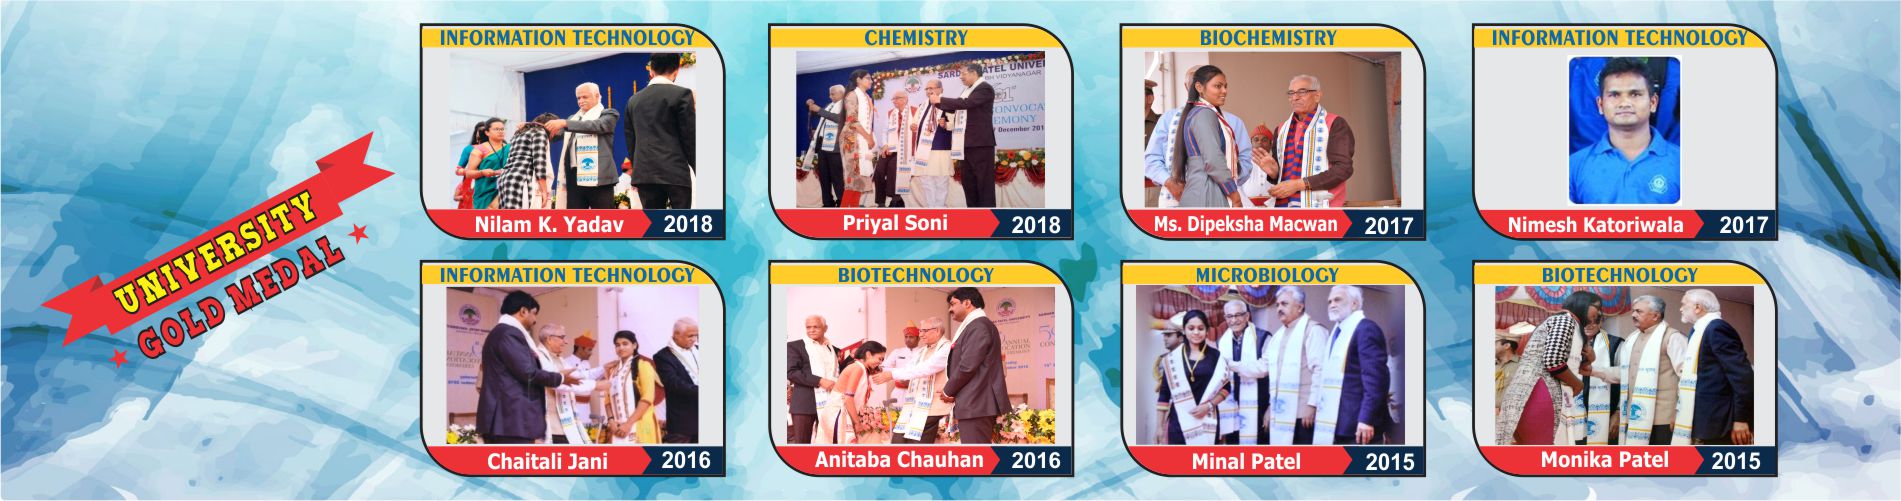 UNIVERSITY
GOLD MEDAL
INFORMATION TECHNOLOGY
Nilam K. Yadav 2018
CHEMISTRY
Priyal Soni 2018
BIOCHEMISTRY
Ms. Dipeksha Macwan 2017
INFORMATION TECHNOLOGY
Nimesh Katoriwala 2017
INFORMATION TECHNOLOGY
Chaitali Jani 2016
BIOTECHNOLOGY
Anitaba Chauhan 2016
MICROBIOLOGY
Minal Patel 2015
BIOTECHNOLOGY
Monika Patel 2015